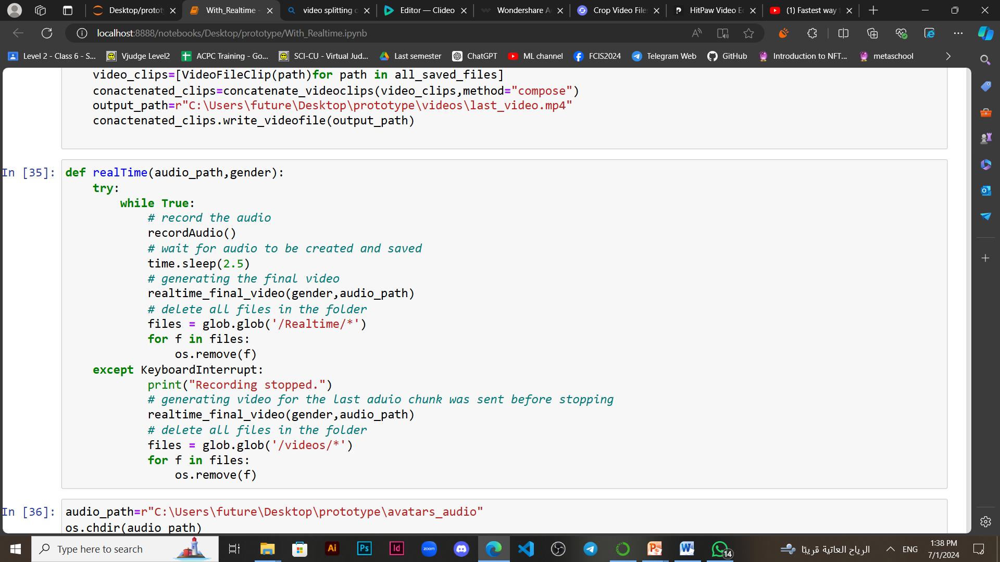 Desktop/protot
With_Realtime -
video splitting o
Editor — Clideo
Wondershare A
Crop Video File
HitPaw Video E
(1) Fastest way
localhost:8888/notebooks/Desktop/prototype/With_Realtime.ipynb
Level 2 - Class 6 - S...
Vjudge Level2
ACPC Training - Go...
SCI-CU - Virtual Jud...
Last semester
ChatGPT
ML channel
FCIS2024
Telegram Web
GitHub
Introduction to NFT...
metaschool
video_clips=[VideoFileClip(path)for path in all_saved_files]
conactenated_clips=concatenate_videoclips(video_clips,method="compose")
output_path=r"C:\Users\future\Desktop\prototype\videos\last_video.mp4"
conactenated_clips.write_videofile(output_path)
In [35]:
def realTime(audio_path,gender):
try:
while True:
# record the audio
recordAudio()
# wait for audio to be created and saved
time.sleep(2.5)
# generating the final video
realtime_final_video(gender,audio_path)
# delete all files in the folder
files = glob.glob('/Realtime/*')
for f in files:
os.remove(f)
except KeyboardInterrupt:
print("Recording stopped.")
# generating video for the last aduio chunk was sent before stopping
realtime_final_video(gender,audio_path)
# delete all files in the folder
files = glob.glob('/videos/*')
for f in files:
os.remove(f)
In [36]:
audio_path=r"C:\Users\future\Desktop\prototype\avatars_audio"
os.chdir(audio_path)
Type here to search
Ai
Ps
Id
zoom
14
الرياح العاتية قريبًا
ENG
1:38 PM
7/1/2024